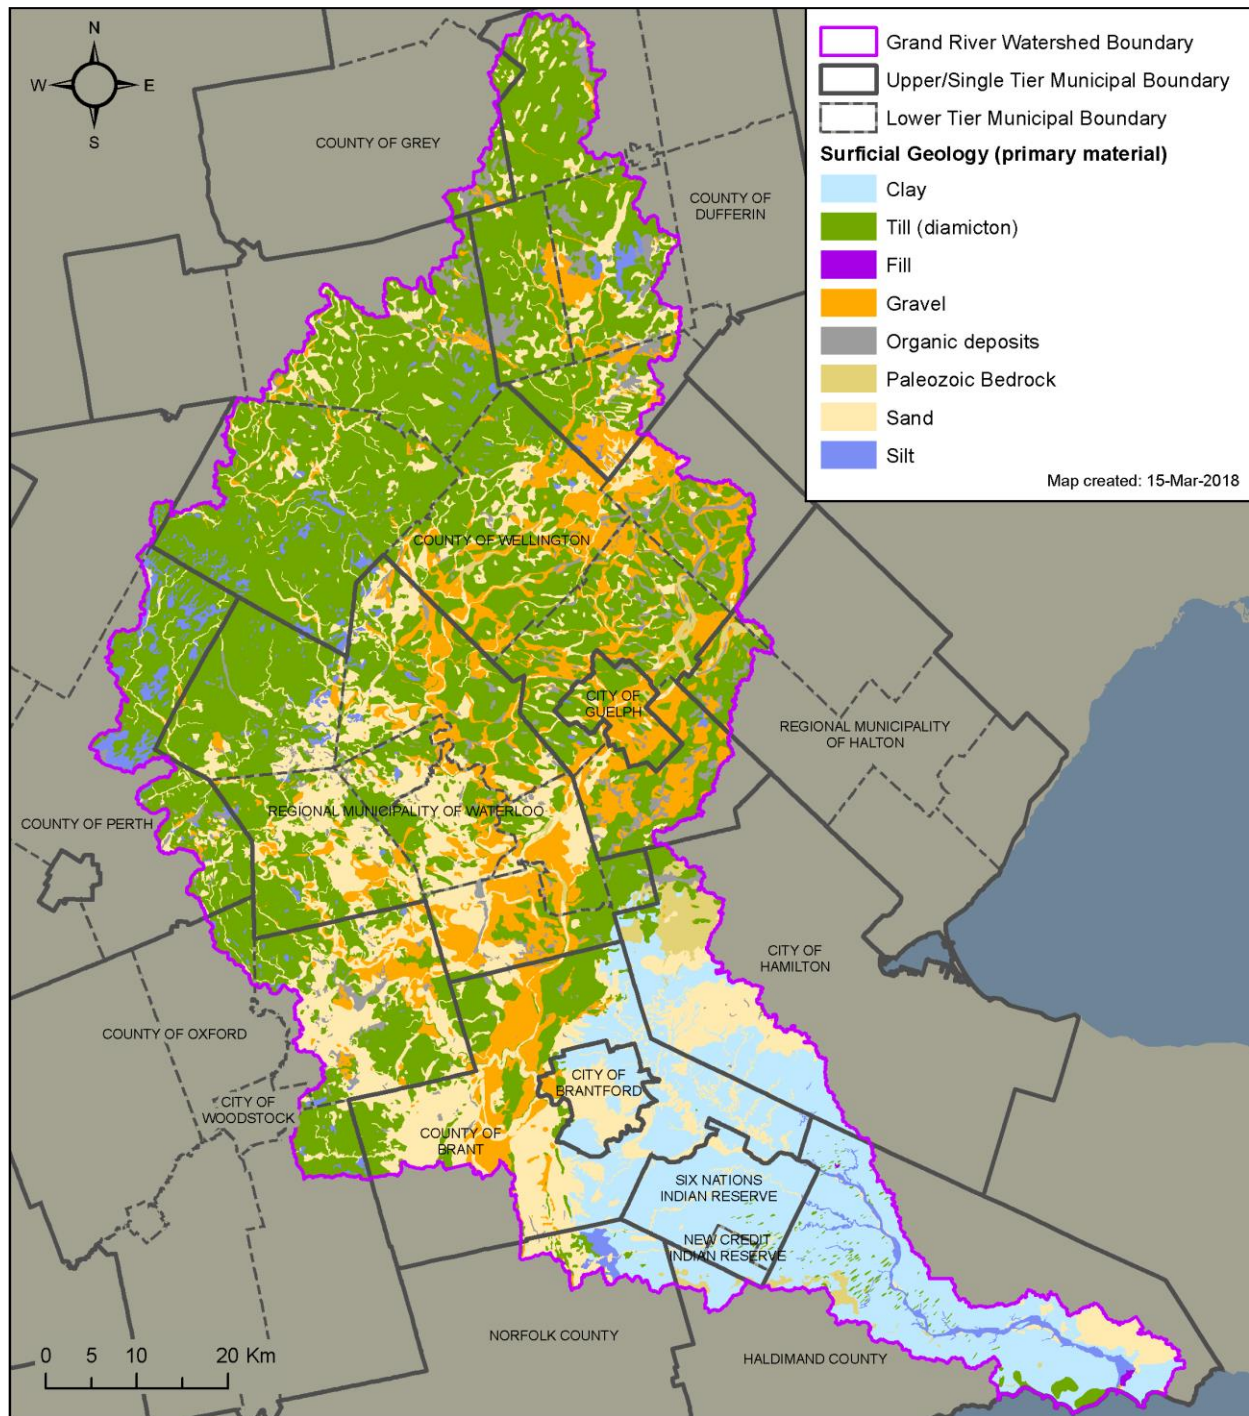 N
W
E
S
Grand River Watershed Boundary
Upper/Single Tier Municipal Boundary
Lower Tier Municipal Boundary
Surficial Geology (primary material)
Clay
Till (diamicton)
Fill
Gravel
Organic deposits
Paleozoic Bedrock
Sand
Silt
Map created: 15-Mar-2018
COUNTY OF GREY
COUNTY OF
DUFFERIN
COUNTY OF WELLINGTON
CITY OF
GUELPH
REGIONAL MUNICIPALITY
OF HALTON
REGIONAL MUNICIPALITY OF WATERLOO
COUNTY OF PERTH
CITY OF
HAMILTON
COUNTY OF OXFORD
CITY OF
WOODSTOCK
CITY OF
BRANTFORD
COUNTY OF
BRANT
SIX NATIONS
INDIAN RESERVE
NEW CREDIT
INDIAN RESERVE
NORFOLK COUNTY
HALDIMAND COUNTY
0 5 10 20 Km